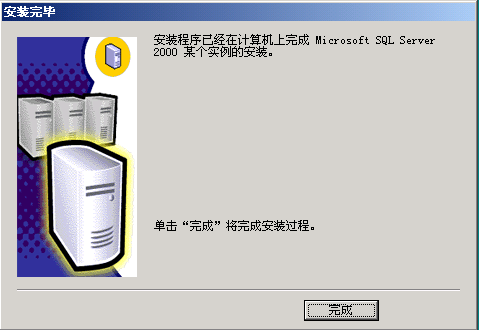 安装完毕
安装程序已经在计算机上完成 Microsoft SQL Server
2000 某个实例的安装。
单击“完成”将完成安装过程。
完成